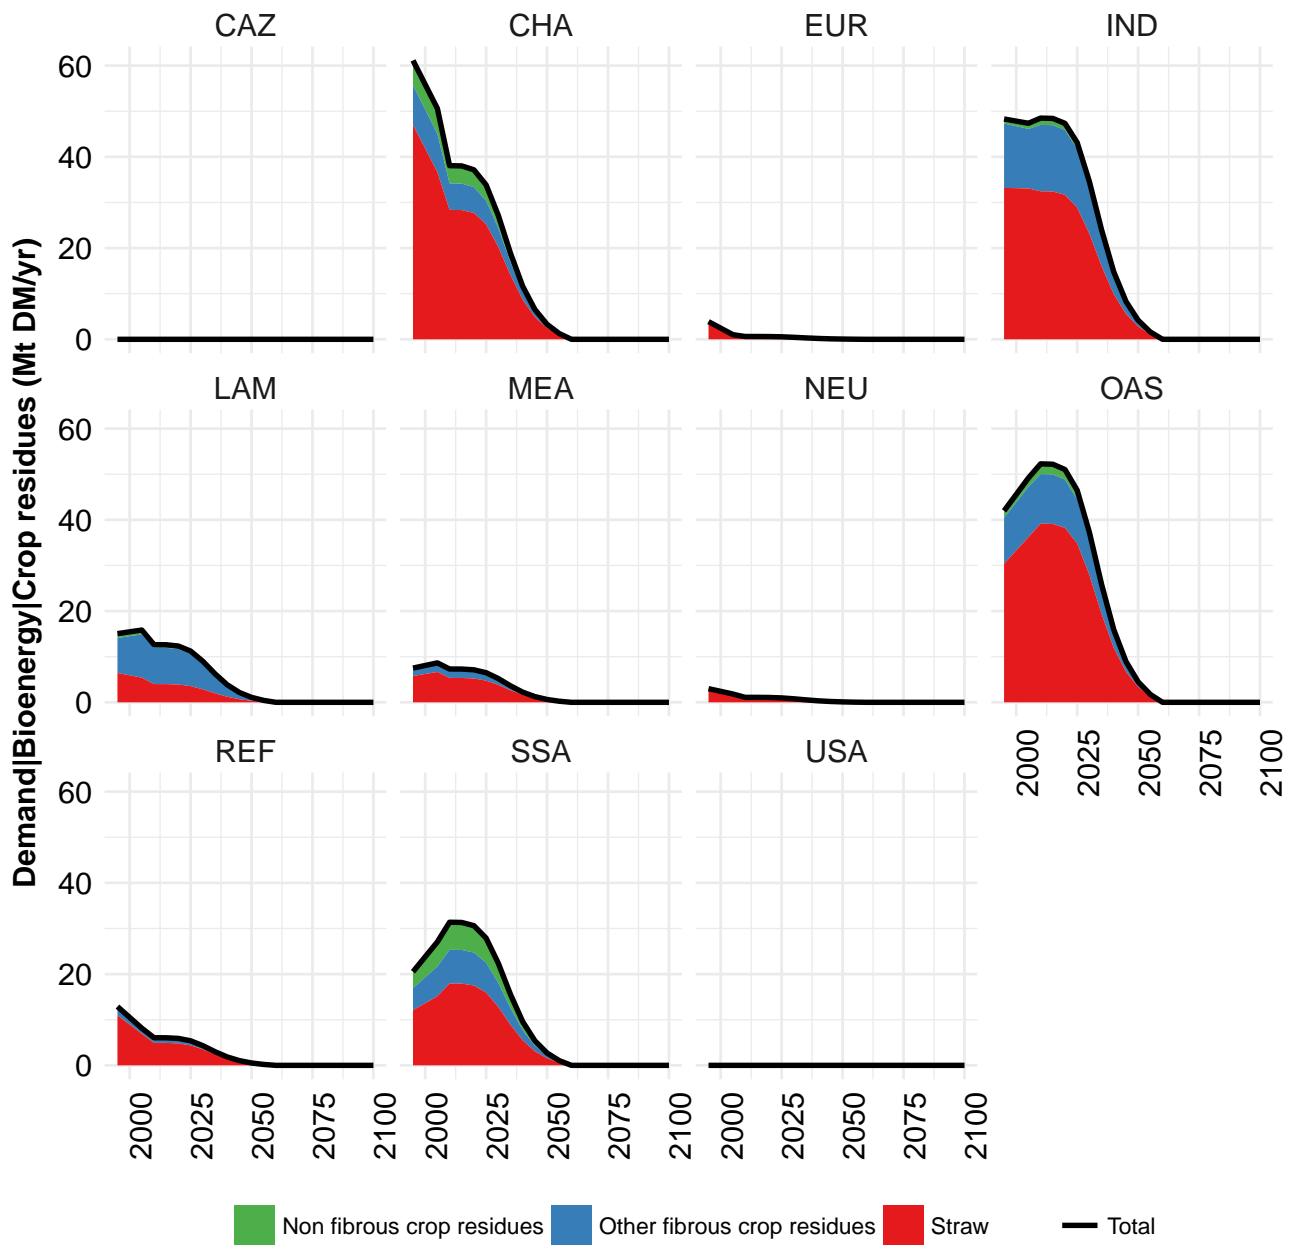 CAZ CHA EUR IND
60
40
20
0
LAM MEA NEU OAS
60
40
20
0
2000 2025 2050 2075 2100
REF SSA USA
60
40
20
0
2000 2025 2050 2075 2100 2000 2025 2050 2075 2100 2000 2025 2050 2075 2100
Demand|Bioenergy|Crop residues (Mt DM/yr)
Non fibrous crop residues Other fibrous crop residues Straw Total